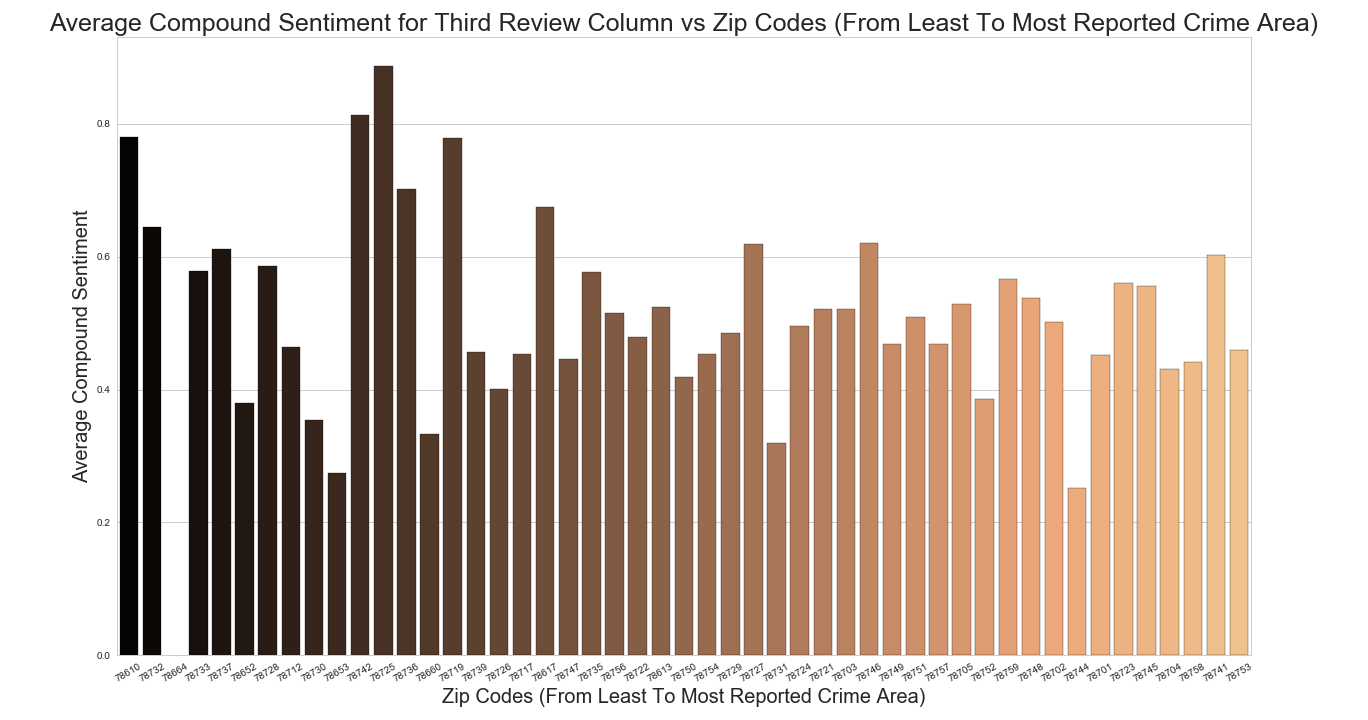 Average Compound Sentiment for Third Review Column vs Zip Codes (From Least To Most Reported Crime Area)
Average Compound Sentiment
0.8
0.6
0.4
0.2
0.0
78610 78732 78664 78733 78737 78652 78728 78712 78730 78653 78742 78725 78736 78660 78719 78739 78726 78717 78617 78747 78735 78756 78722 78613 78750 78754 78729 78727 78731 78724 78721 78703 78746 78749 78751 78757 78705 78752 78759 78748 78702 78744 78701 78723 78745 78704 78758 78741 78753
Zip Codes (From Least To Most Reported Crime Area)